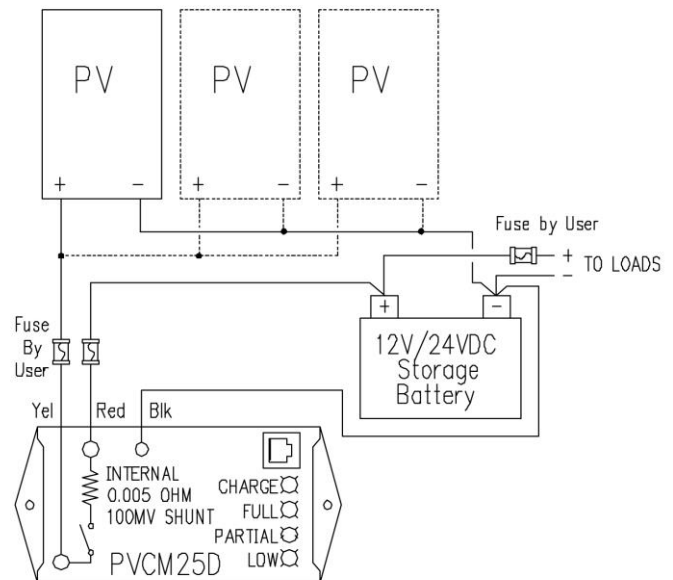 PV
PV
PV
+ -
+ -
+ -
Fuse by User
+
- TO LOADS
+ -
12V/24VDC
Storage
Battery
Fuse
By
User
Yel Red Blk
INTERNAL
0.005 OHM
100MV SHUNT
CHARGE
FULL
PARTIAL
LOW
PVCM25D